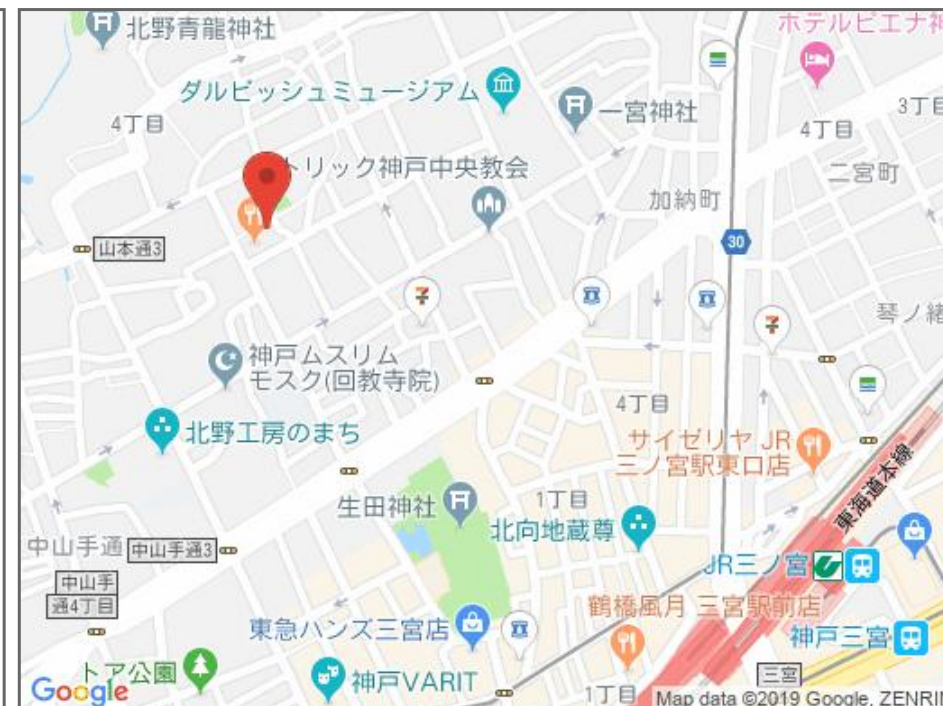 北野青龍神社
ホテルピエナ神
ダルビッシュミュージアム
一宮神社
3丁目
4丁目
4丁目
トリック神戸中央教会
二宮町
加納町
山本通3
30
琴ノ緒
神戸ムスリム
モスク(回教寺院)
4丁目
北野工房のまち
サイゼリヤ JR
三ノ宮駅東口店
東海道本線
生田神社
1丁目
北向地蔵尊
中山手通
中山手通3
JR三ノ宮
中山手
通4丁目
鶴橋風月 三宮駅前店
東急ハンズ三宮店
神戸三宮
トア公園
神戸VARIT
三宮
1丁目
Google
Map data ©2019 Google, ZENRIN